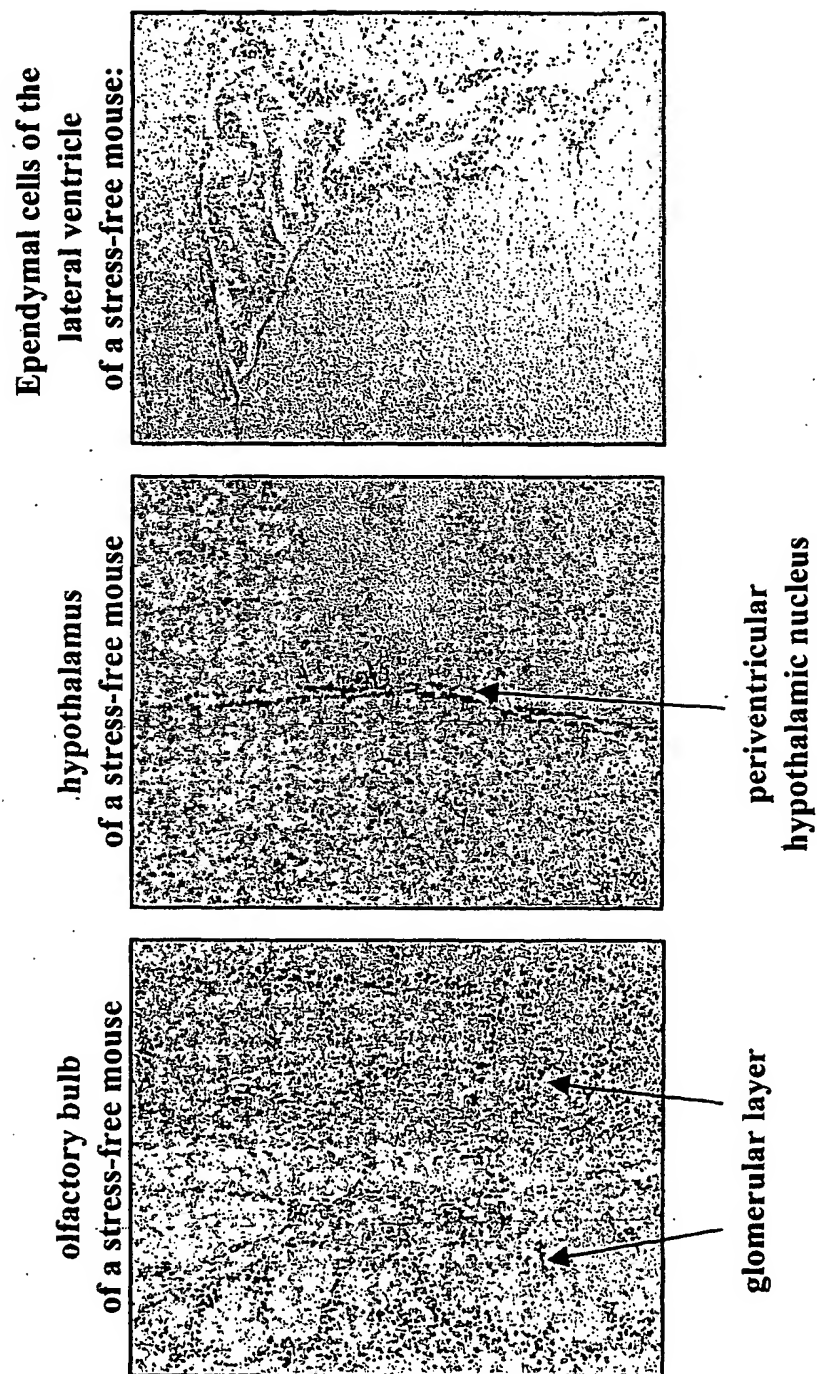 olfactory bulb
of a stress-free mouse
glomerular layer
.hypothalamus
of a stress-free mouse
periventricular
hypothalamic nucleus
Ependymal cells of the
lateral ventricle
of a stress-free mouse: